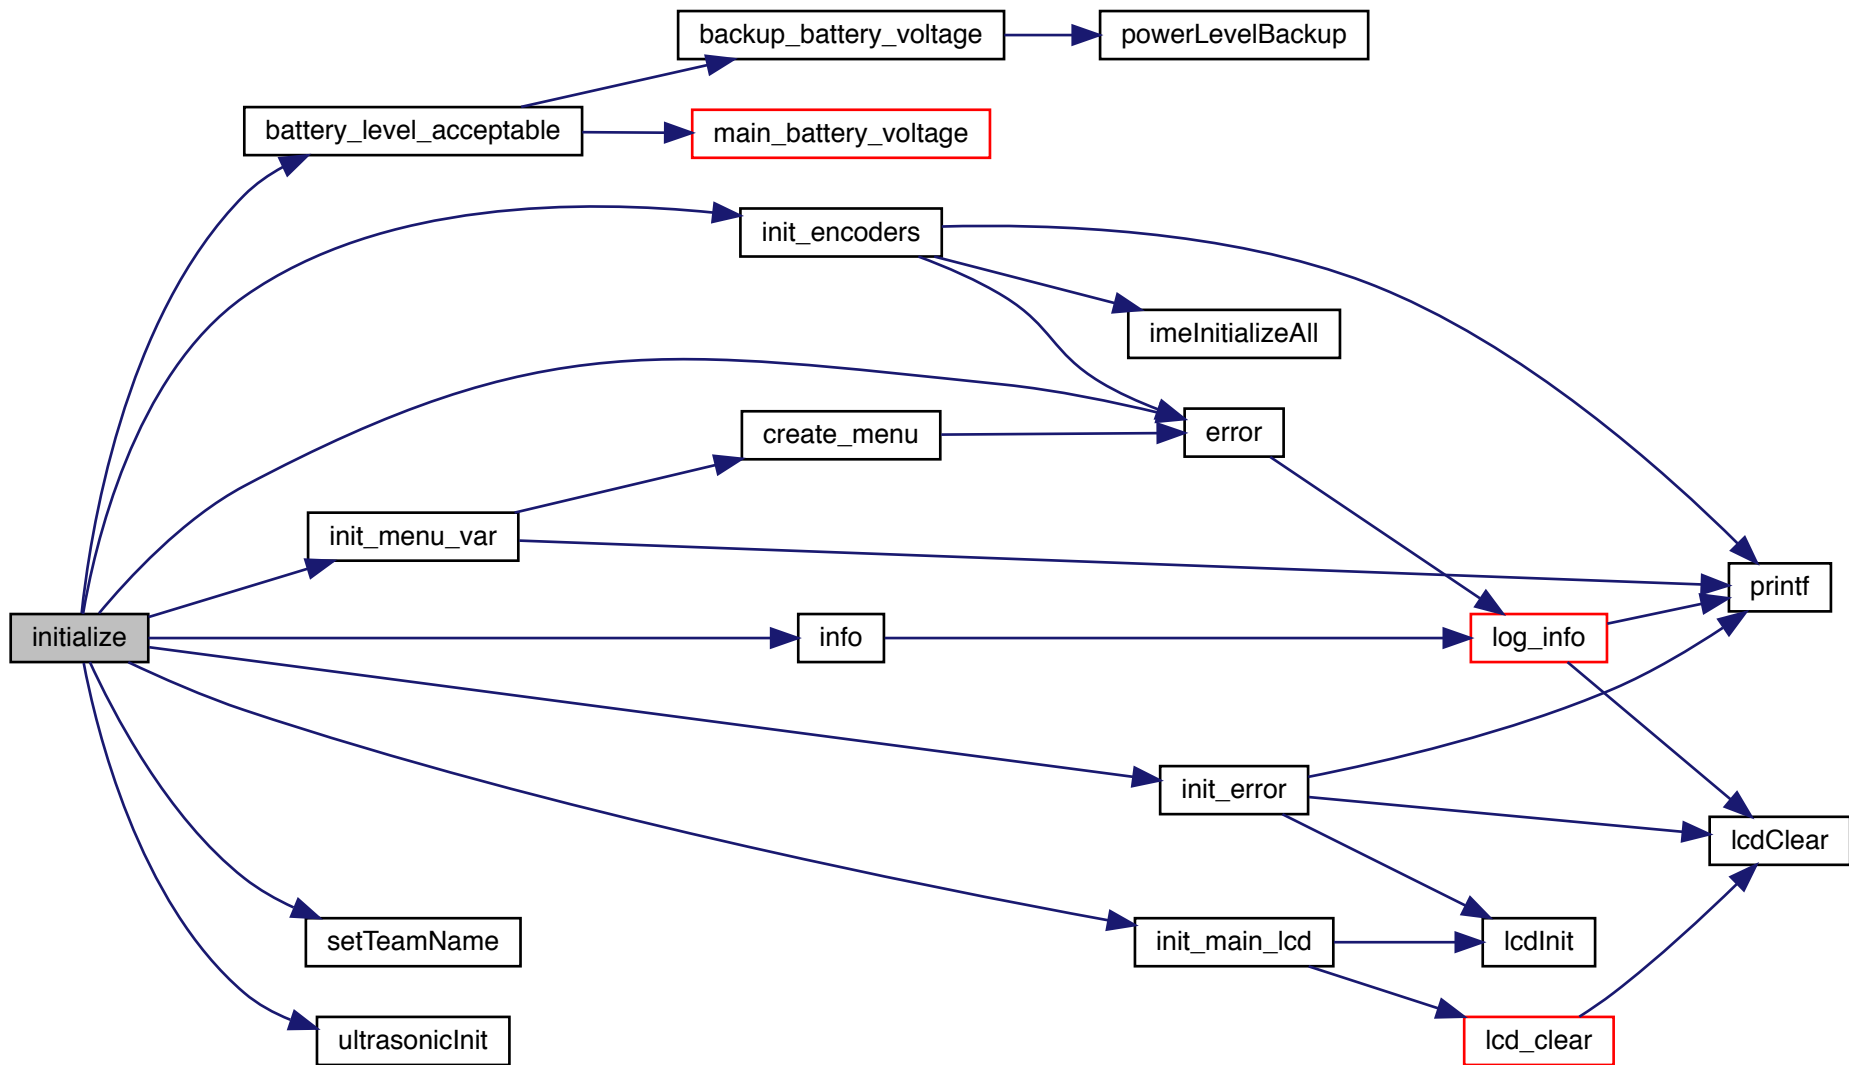 backup_battery_voltage
powerLevelBackup
battery_level_acceptable
main_battery_voltage
init_encoders
imeInitializeAll
create_menu
error
init_menu_var
printf
initialize
info
log_info
init_error
lcdClear
setTeamName
init_main_lcd
lcdInit
ultrasonicInit
lcd_clear